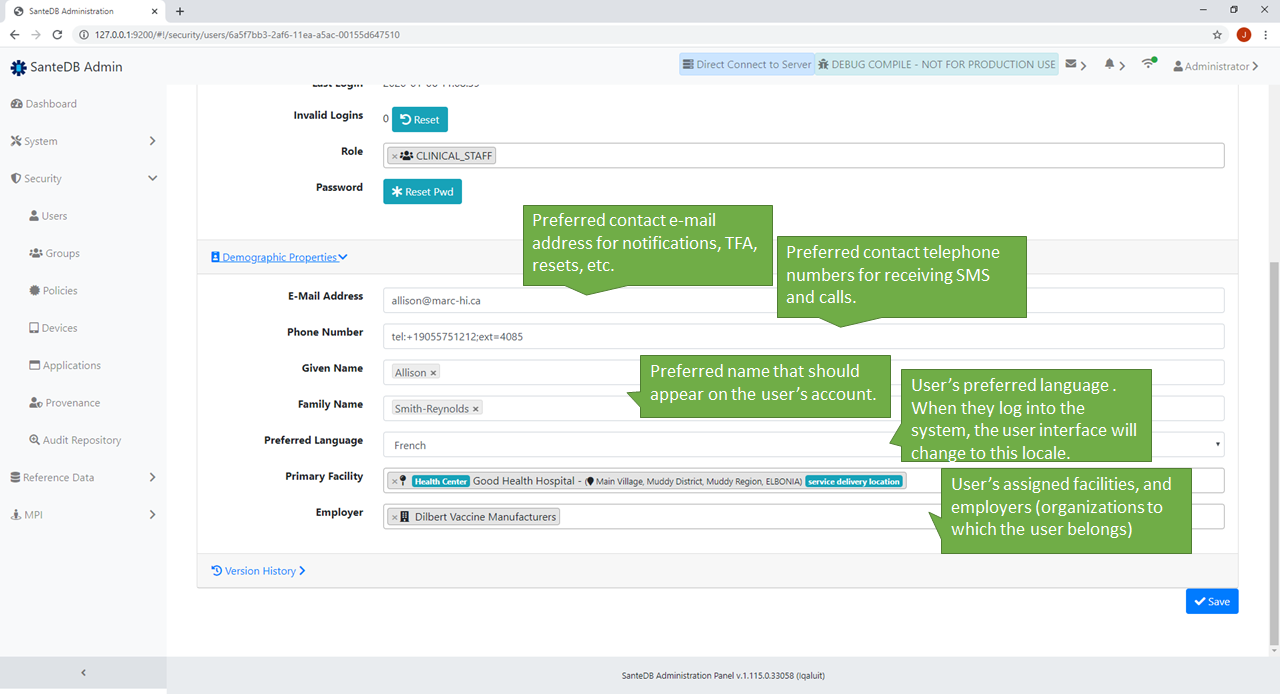 SanteDB Administration
127.0.0.1:9200/#!/security/users/6a5f7bb3-2af6-11ea-a5ac-00155d647510
J
SanteDB Admin
Direct Connect to Server
DEBUG COMPILE - NOT FOR PRODUCTION USE
Administrator
Dashboard
System
Security
Users
Groups
Policies
Devices
Applications
Provenance
Audit Repository
Reference Data
MPI
Invalid Logins
0
Reset
Role
× CLINICAL_STAFF
Password
Reset Pwd
Preferred contact e-mail
address for notifications, TFA,
resets, etc.
Preferred contact telephone
numbers for receiving SMS
and calls.
Demographic Properties
E-Mail Address
allison@marc-hi.ca
Phone Number
tel:+19055751212;ext=4085
Given Name
Allison ×
Preferred name that should
appear on the user's account.
Family Name
Smith-Reynolds ×
User's preferred language .
When they log into the
system, the user interface will
change to this locale.
Preferred Language
French
Primary Facility
× Health Center Good Health Hospital - ( Main Village, Muddy District, Muddy Region, ELBONIA) service delivery location
User's assigned facilities, and
employers (organizations to
which the user belongs)
Employer
× Dilbert Vaccine Manufacturers
Version History
Save
SanteDB Administration Panel v.1.115.0.33058 (Iqaluit)